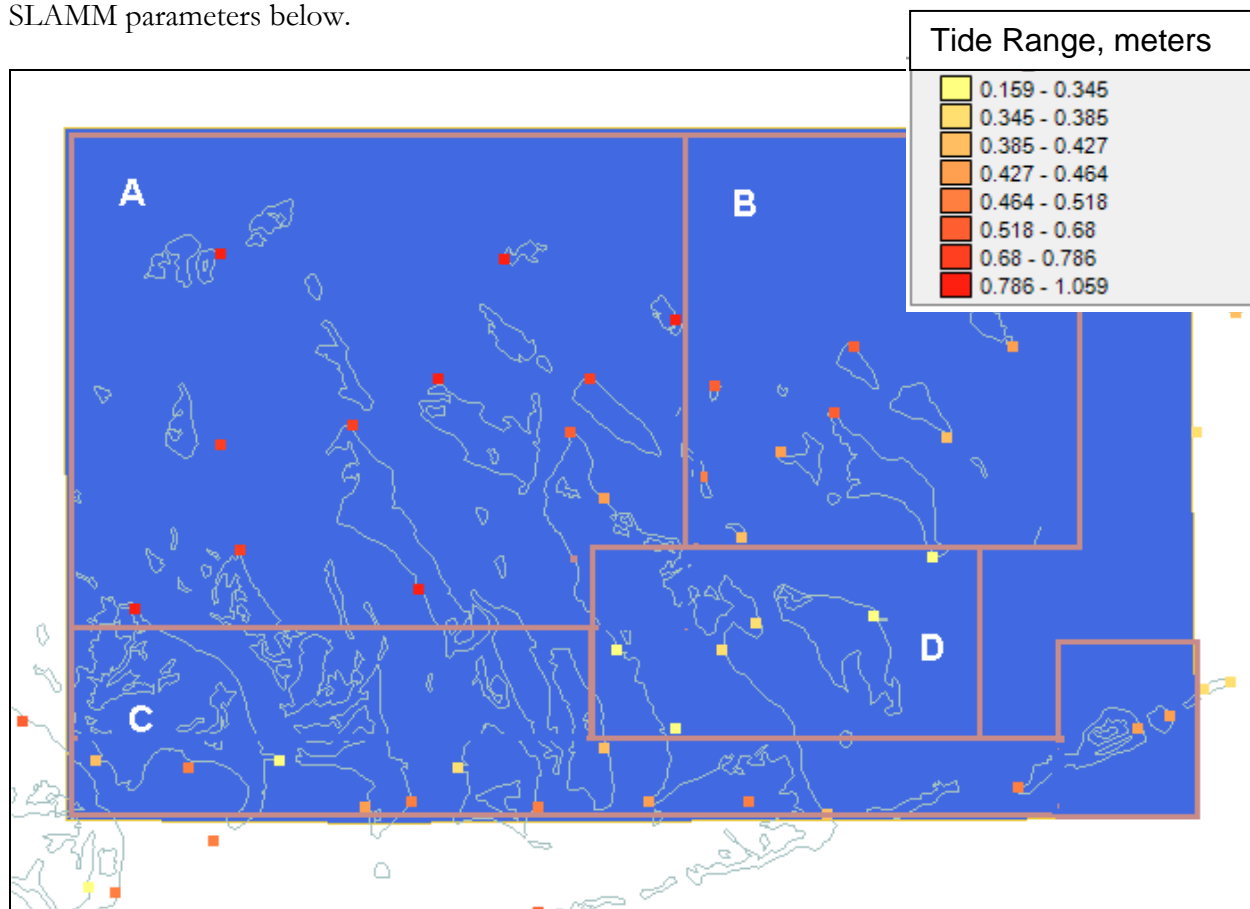 SLAMM parameters below.
Tide Range, meters
0.159 - 0.345
0.345 - 0.385
0.385 - 0.427
0.427 - 0.464
0.464 - 0.518
0.518 - 0.68
0.68 - 0.786
0.786 - 1.059
A
B
C
D